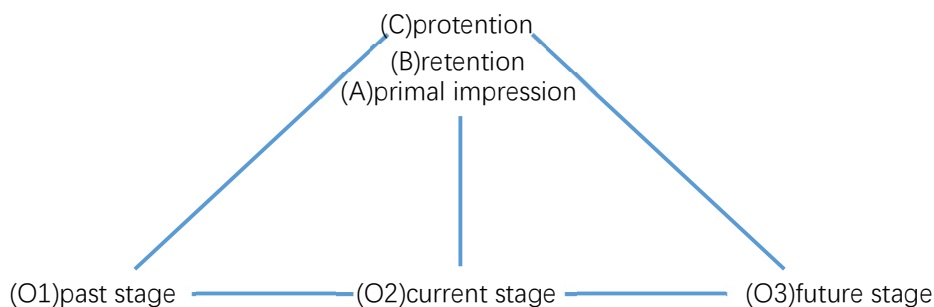 (C)protention
(B)retention
(A)primal impression
(O1)past stage (O2)current stage (O3)future stage